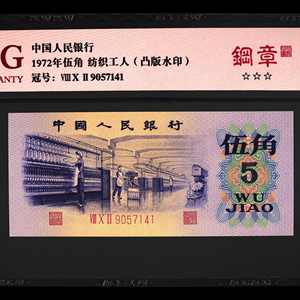 中国人民银行
G
1972年伍角 纺织工人（凸版水印）
ANTY
冠号: VIII X II 9057141
鋼章
☆☆☆
中國人民銀行
伍角
5
WU
JIAO
VIII X II 9057141